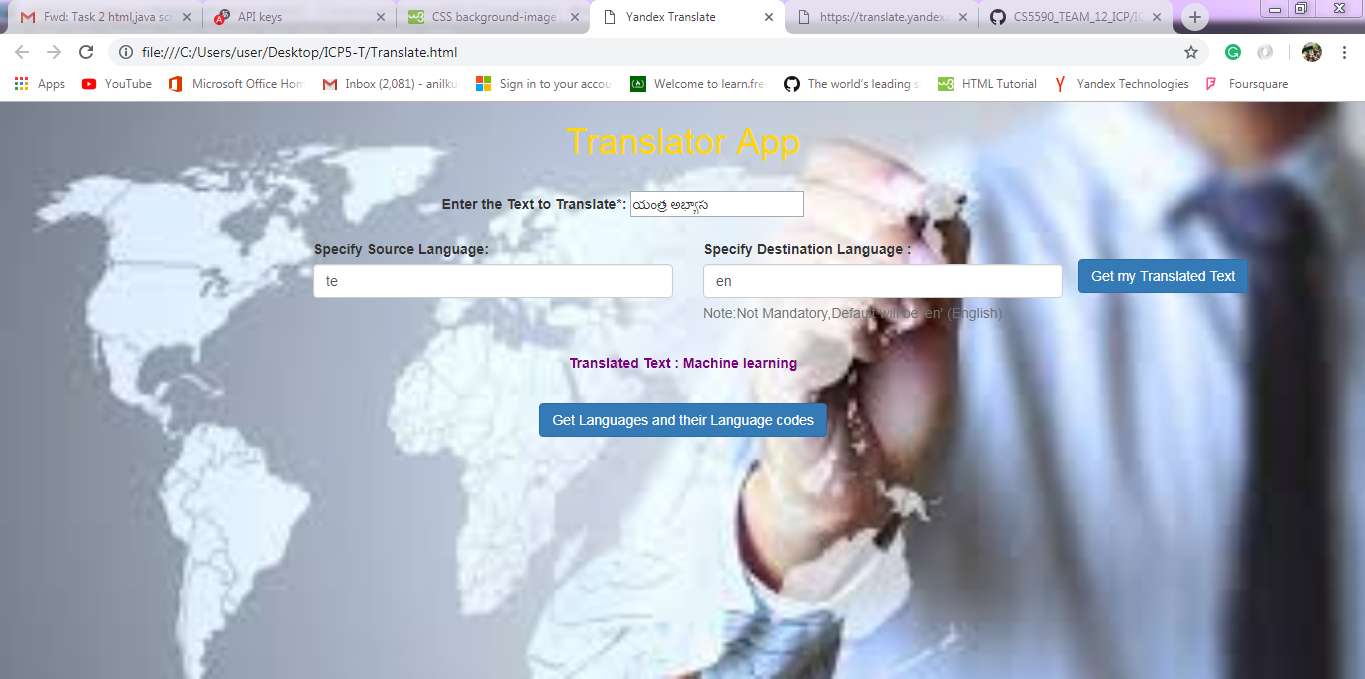 Fwd: Task 2 html,java scr
API keys
CSS background-image
Yandex Translate
https://translate.yandex.
CS5590_TEAM_12_ICP/IC
file:///C:/Users/user/Desktop/ICP5-T/Translate.html
Apps
YouTube
Microsoft Office Hom
Inbox (2,081) - anilku
Sign in to your accou
Welcome to learn.free
The world's leading s
HTML Tutorial
Yandex Technologies
Foursquare
Translator App
Enter the Text to Translate*: యంత్ర అభ్యాస
Specify Source Language:
te
Specify Destination Language :
en
Get my Translated Text
Note:Not Mandatory,Default will be 'en' (English)
Translated Text : Machine learning
Get Languages and their Language codes